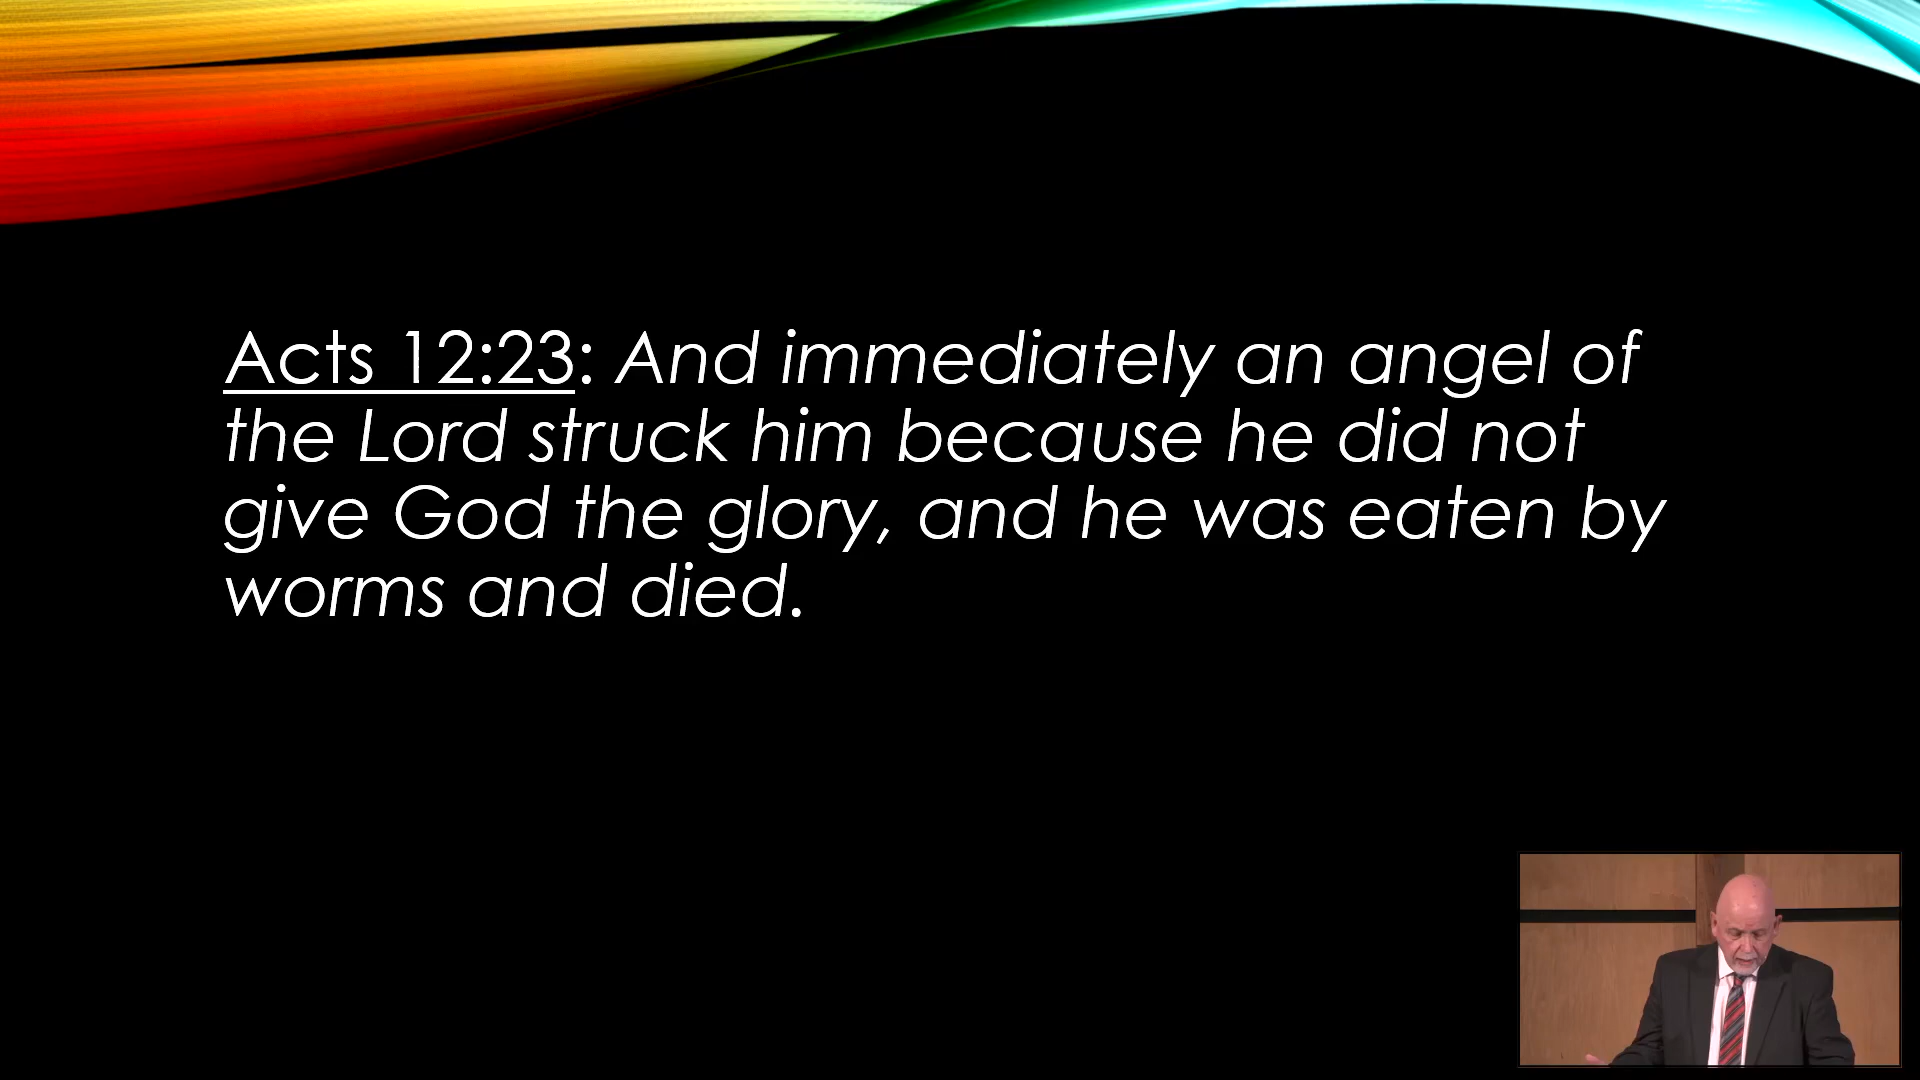 Acts 12:23: And immediately an angel of
the Lord struck him because he did not
give God the glory, and he was eaten by
worms and died.